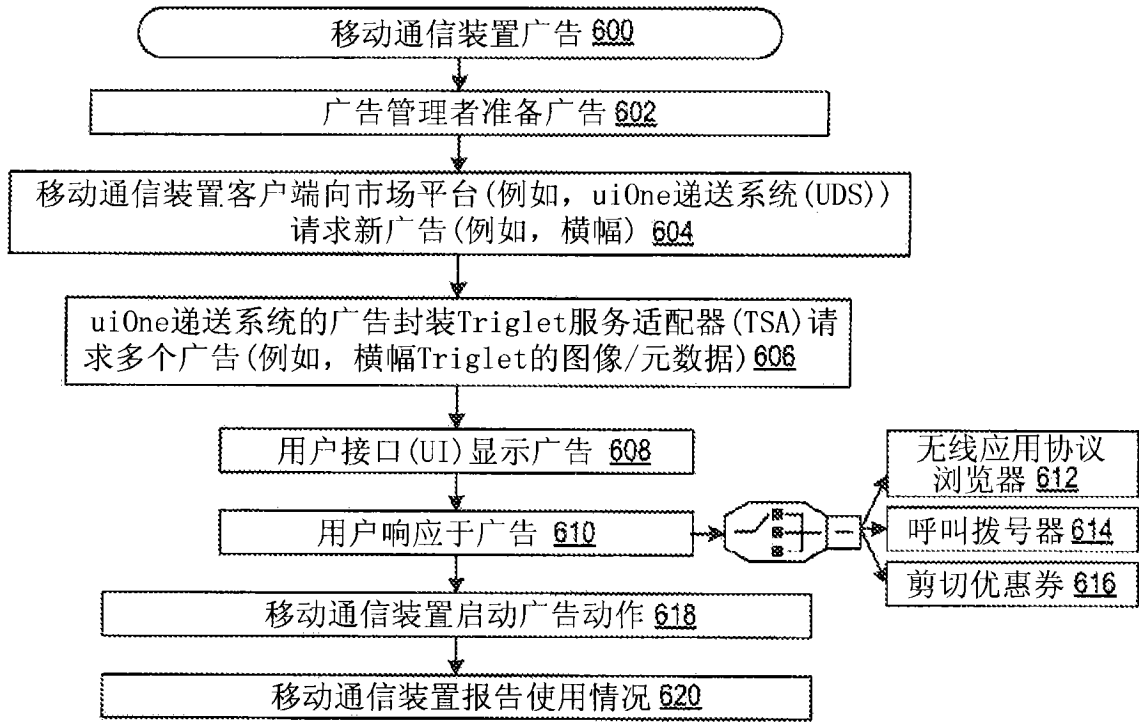 移动通信装置广告 600
广告管理者准备广告 602
移动通信装置客户端向市场平台(例如, uiOne递送系统(UDS))
请求新广告(例如, 横幅) 604
uiOne递送系统的广告封装Triglet服务适配器(TSA)请
求多个广告(例如, 横幅Triglet的图像/元数据) 606
用户接口(UI)显示广告 608
用户响应于广告 610
无线应用协议
浏览器 612
呼叫拨号器 614
剪切优惠券 616
移动通信装置启动广告动作 618
移动通信装置报告使用情况 620